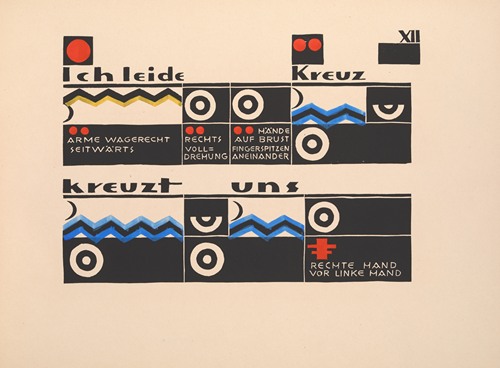 XII
Ich leide Kreuz
ARME WAGERECHT
SEITWÄRTS
RECHTS
VOLL=
DREHUNG
HÄNDE
AUF BRUST
FINGERSPITZEN
ANEINANDER
kreuzt uns
RECHTE HAND
VOR LINKE HAND